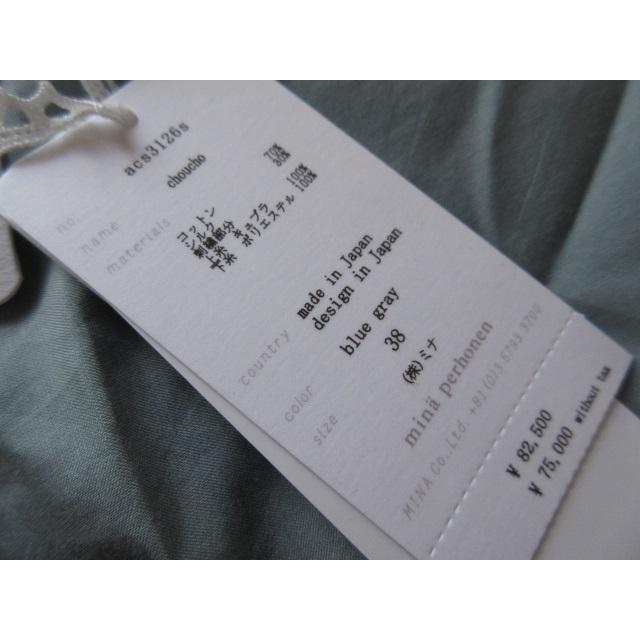 no. acs3126s
name choucho
materials コットン 70%
シルク 30%
刺繍部分
上糸 キュプラ 100%
下糸 ポリエステル 100%
country made in Japan
design in Japan
color blue gray
size 38
(株)ミナ
minä perhonen
MINA Co.,Ltd. +81 (0)3 6793 3700
¥ 82,500
¥ 75,000 without tax